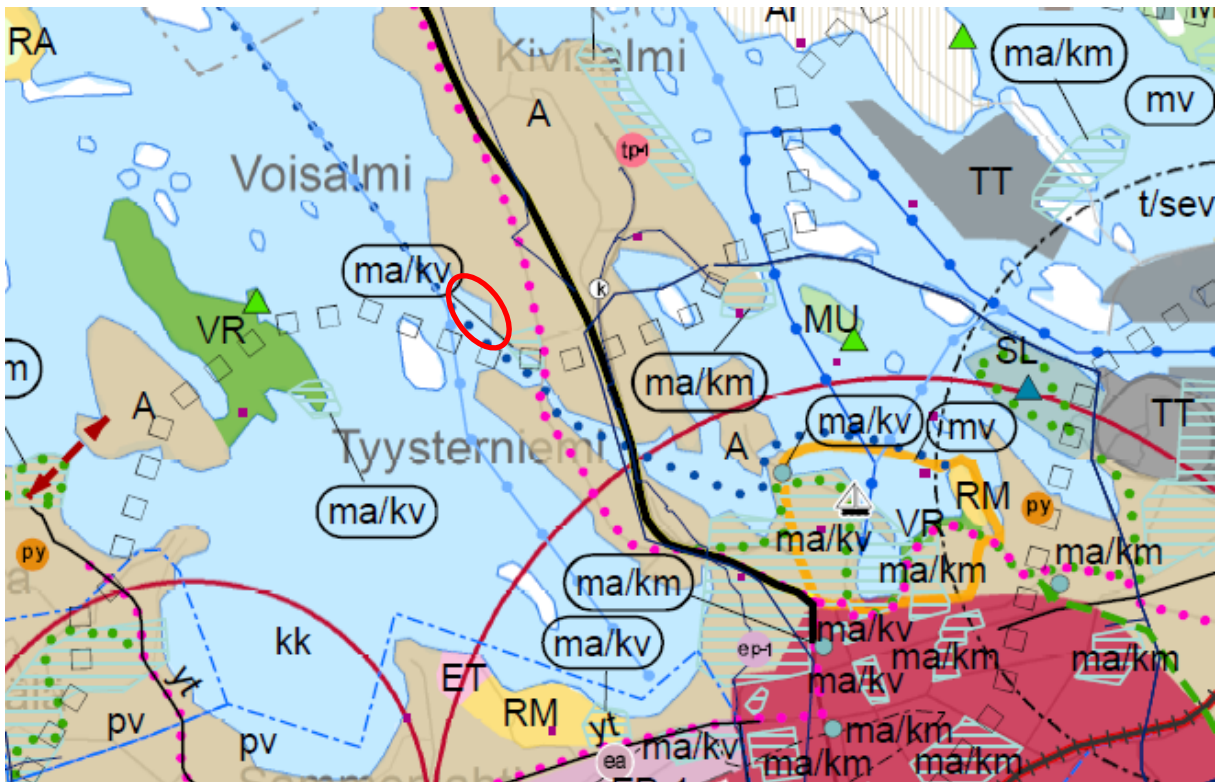 RA
AI
M
Kivisalmi
ma/km
mv
A
tp-1
Voisalmi
TT
t/sev
ma/kv
k
VR
MU
SL
m
A
ma/km
TT
ma/kv
mv
Tyysterniemi
A
RM
ma/kv
py
VR
py
ma/kv
ma/km
ma/km
ma/km
kk
ma/kv
ma/kv
ep-1
ma/km
ma/km
ET
yt
ma/kv
RM
pv
pv
yt
ma/kv
ma/km
ea
ma/km
ma/km